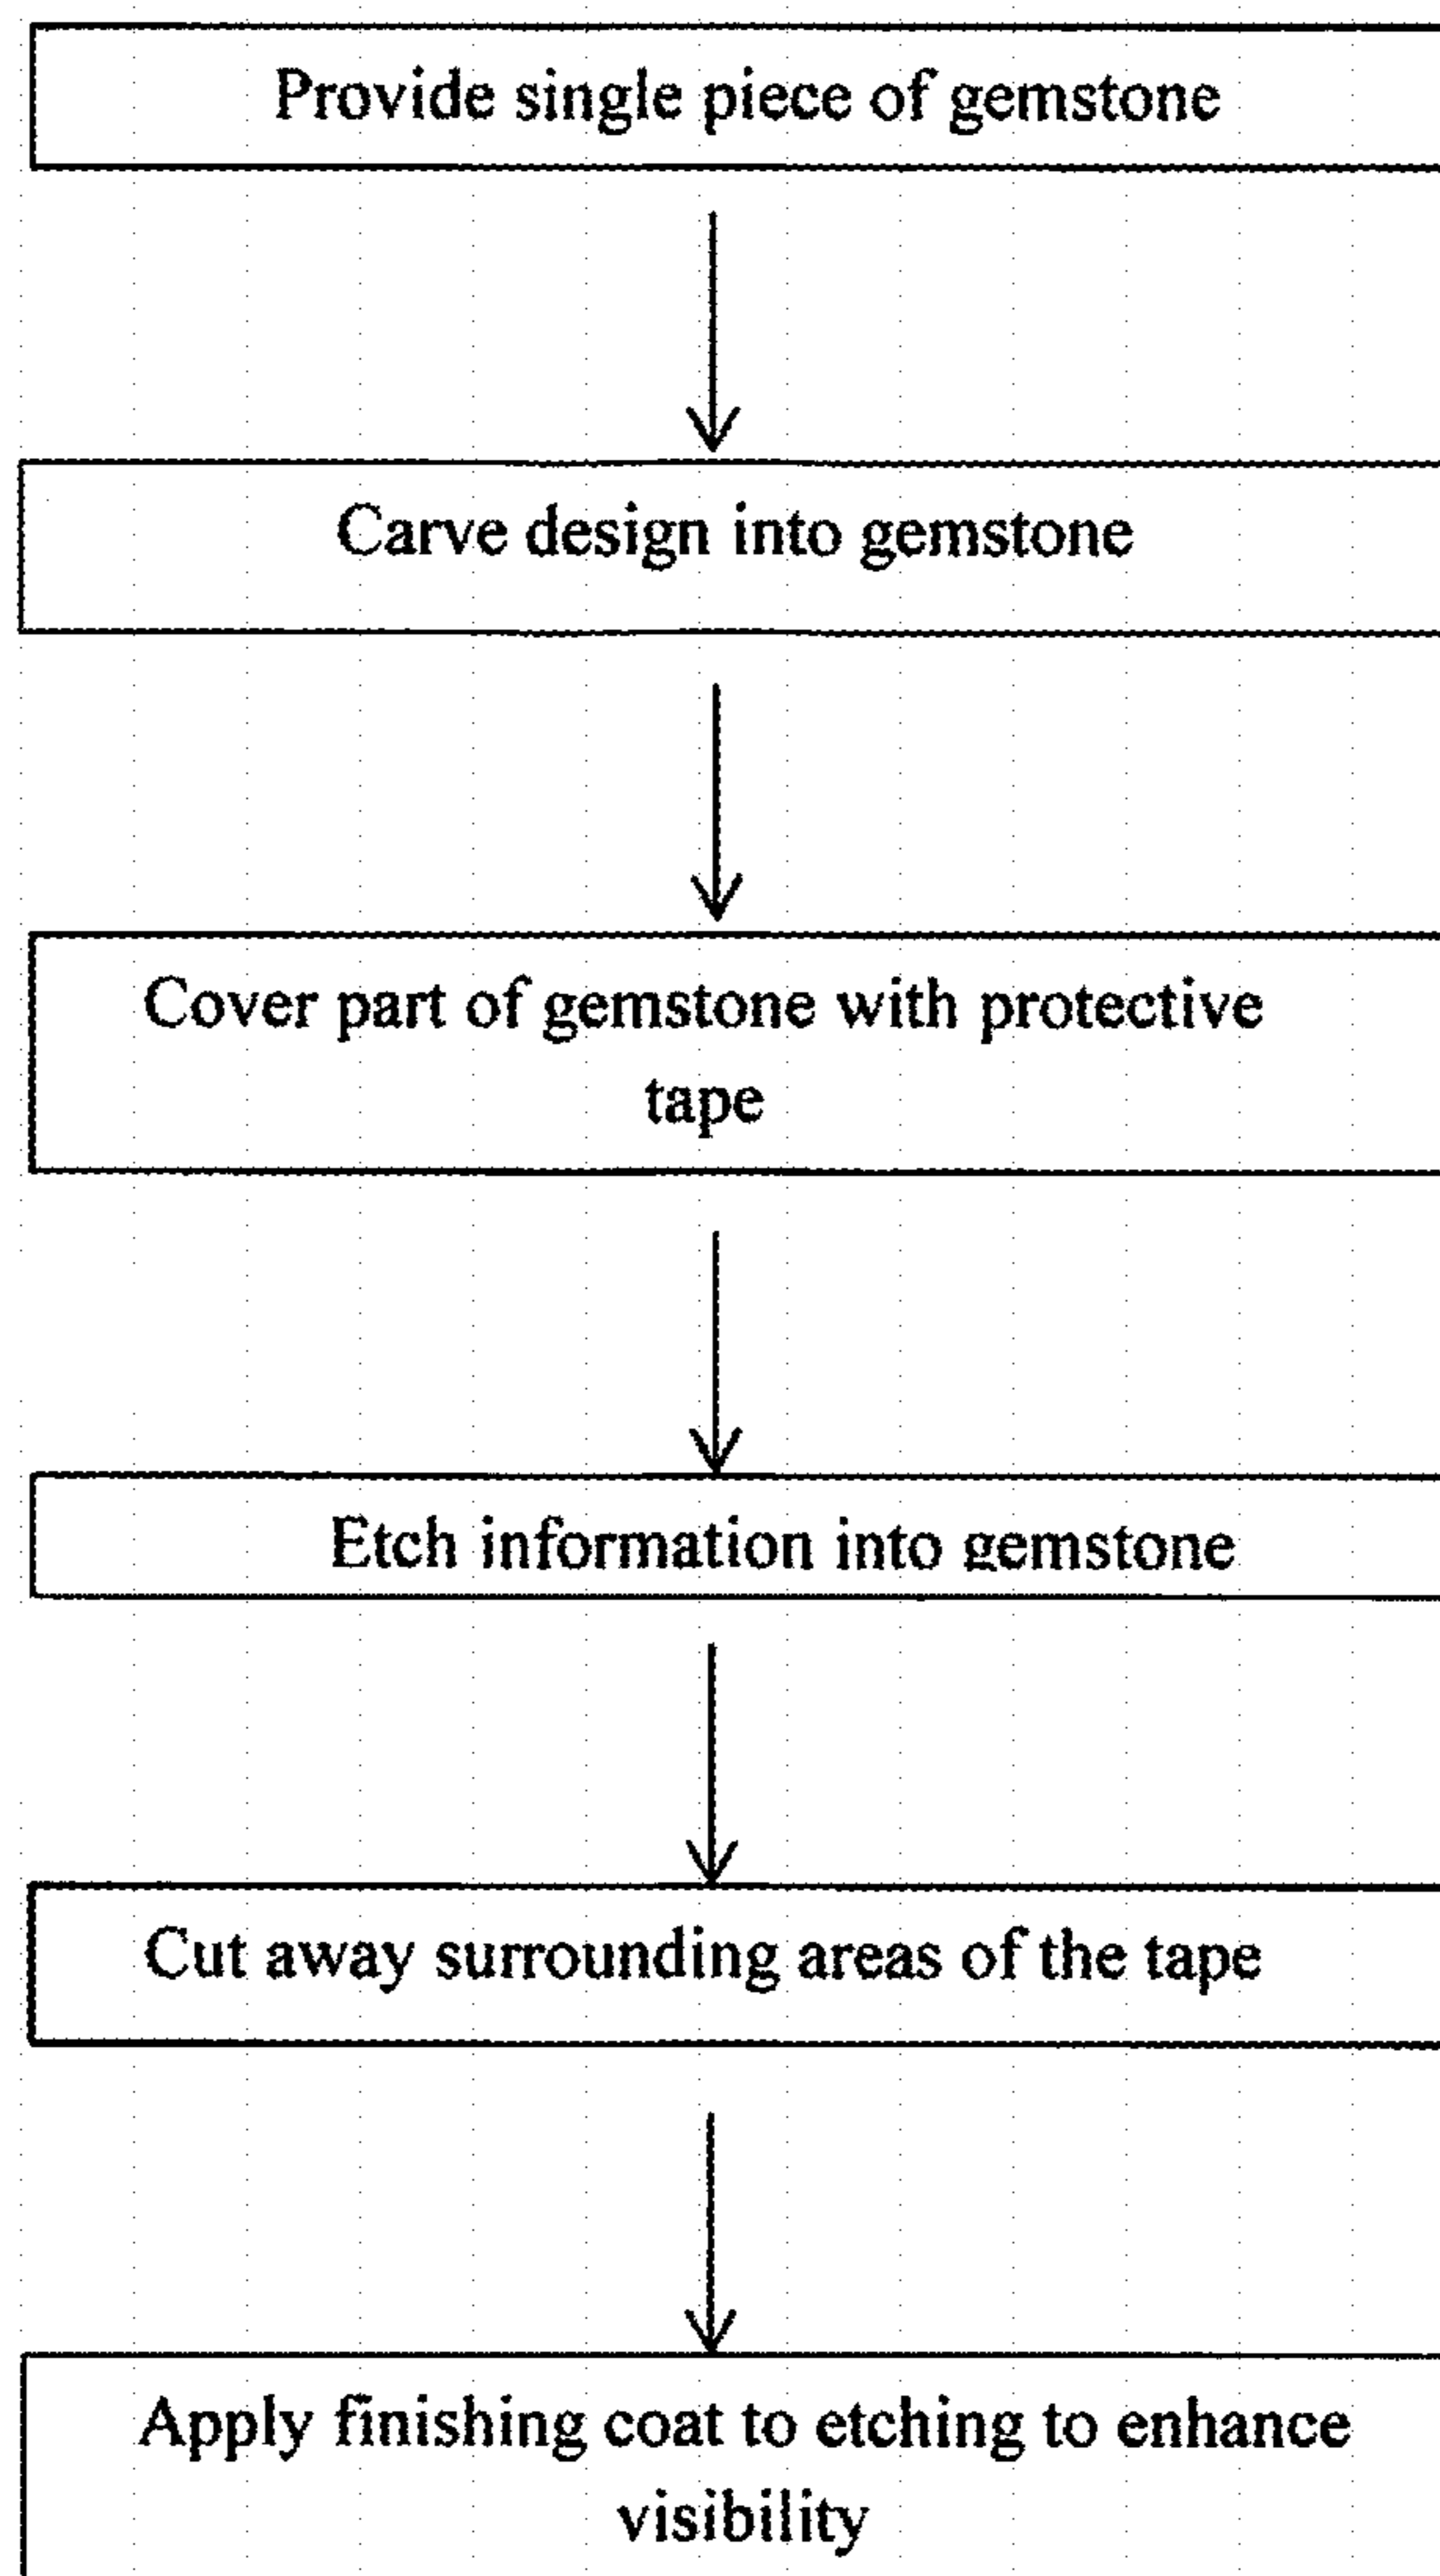 Provide single piece of gemstone
Carve design into gemstone
Cover part of gemstone with protective
tape
Etch information into gemstone
Cut away surrounding areas of the tape
Apply finishing coat to etching to enhance
visibility